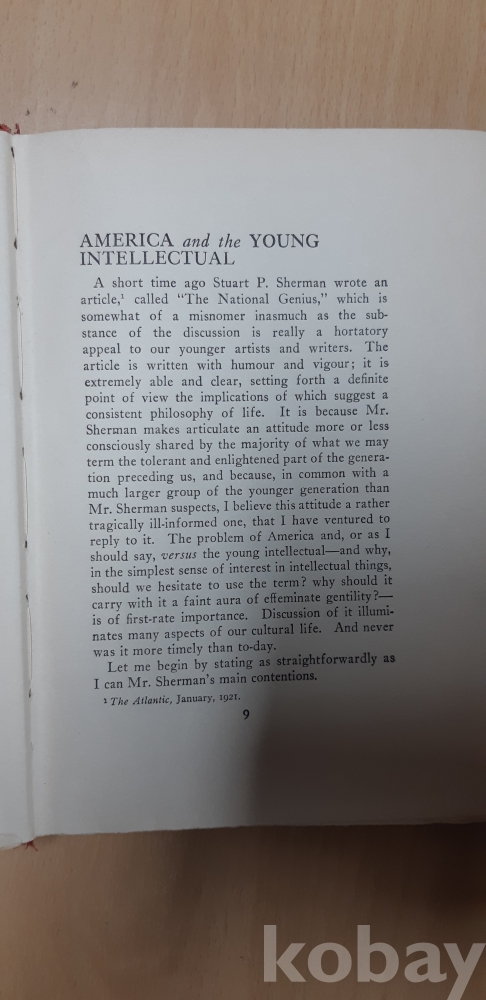 AMERICA and the YOUNG
INTELLECTUAL
A short time ago Stuart P. Sherman wrote an
article,¹ called "The National Genius," which is
somewhat of a misnomer inasmuch as the sub-
stance of the discussion is really a hortatory
appeal to our younger artists and writers. The
article is written with humour and vigour; it is
extremely able and clear, setting forth a definite
point of view the implications of which suggest a
consistent philosophy of life. It is because Mr.
Sherman makes articulate an attitude more or less
consciously shared by the majority of what we may
term the tolerant and enlightened part of the genera-
tion preceding us, and because, in common with a
much larger group of the younger generation than
Mr. Sherman suspects, I believe this attitude a rather
tragically ill-informed one, that I have ventured to
reply to it. The problem of America and, or as I
should say, versus the young intellectual—and why,
in the simplest sense of interest in intellectual things,
should we hesitate to use the term? why should it
carry with it a faint aura of effeminate gentility?—
is of first-rate importance. Discussion of it illumi-
nates many aspects of our cultural life. And never
was it more timely than to-day.
Let me begin by stating as straightforwardly as
I can Mr. Sherman's main contentions.
¹ The Atlantic, January, 1921.
9
kobay